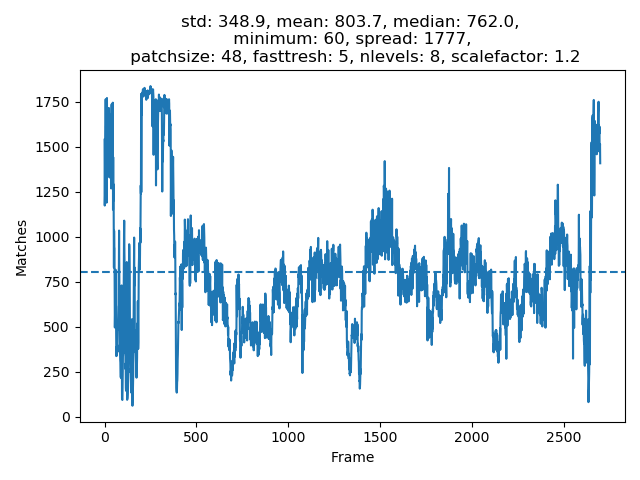 std: 348.9, mean: 803.7, median: 762.0,
minimum: 60, spread: 1777,
patchsize: 48, fasttresh: 5, nlevels: 8, scalefactor: 1.2
1750
1500
1250
1000
750
500
250
0
Matches
0 500 1000 1500 2000 2500
Frame